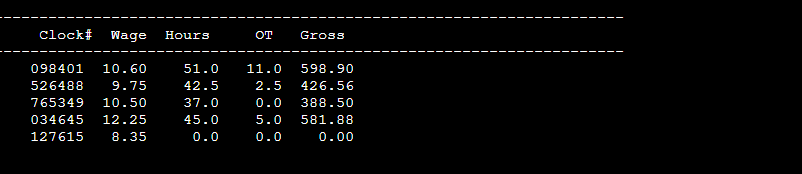 --------------------------------------------------------------------------
Clock# Wage Hours OT Gross
--------------------------------------------------------------------------
098401 10.60 51.0 11.0 598.90
526488 9.75 42.5 2.5 426.56
765349 10.50 37.0 0.0 388.50
034645 12.25 45.0 5.0 581.88
127615 8.35 0.0 0.0 0.00